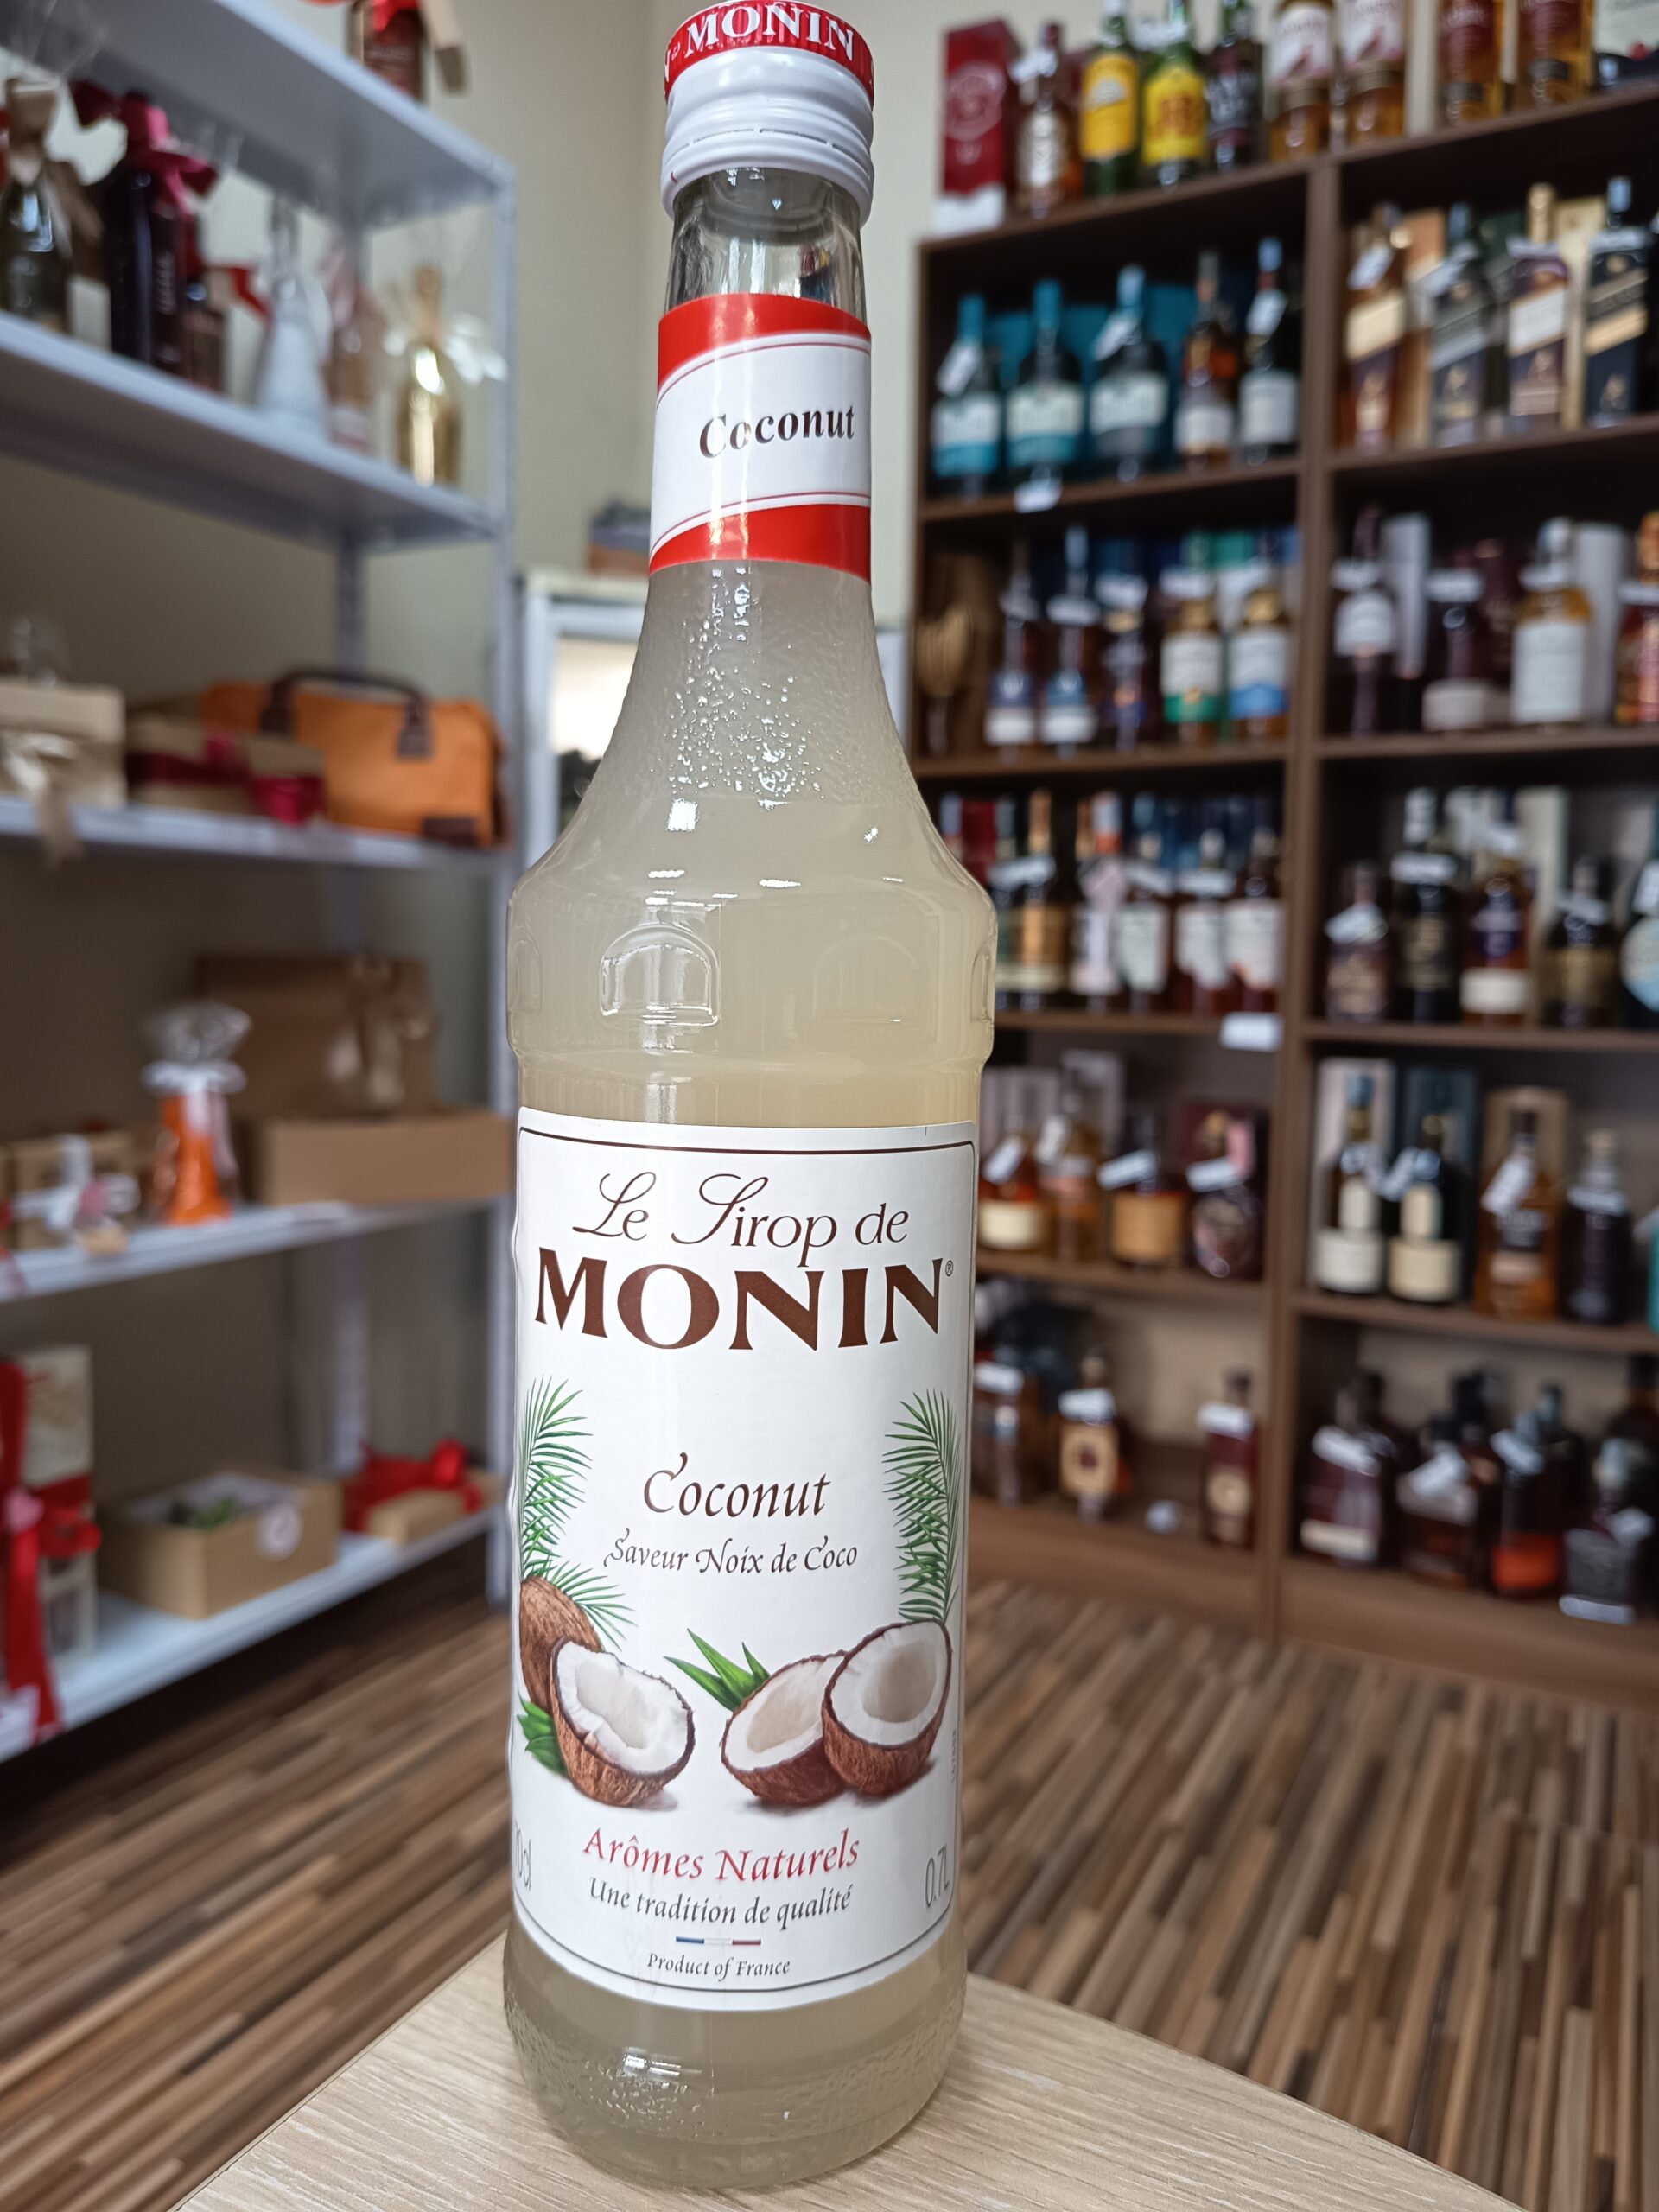 MONIN
Coconut
Le Sirop de
MONIN®
Coconut
Saveur Noix de Coco
Arômes Naturels
Une tradition de qualité
0.7L
Product of France